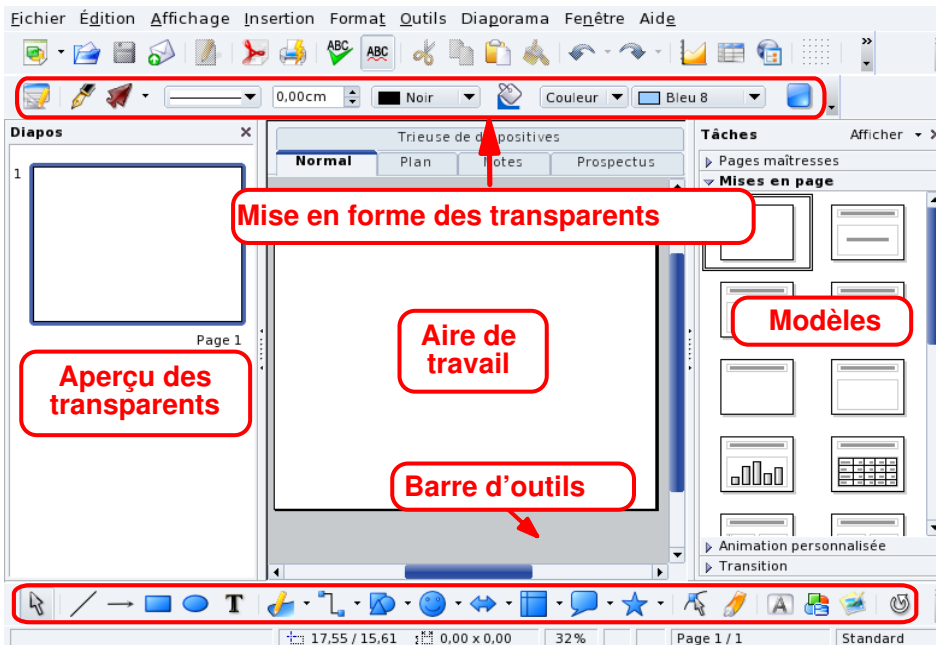 Fichier Édition Affichage Insertion Format Outils Diaporama Fenêtre Aide
ABC ABC »
0,00cm Noir Couleur Bleu 8
Diapos
1
Page 1
Aperçu des
transparents
Trieuse de diapositives
Normal Plan Notes Prospectus
Mise en forme des transparents
Aire de
travail
Barre d'outils
Tâches Afficher
Pages maîtresses
Mises en page
Modèles
Animation personnalisée
Transition
T A
17,55 / 15,61 0,00 x 0,00 32% Page 1 / 1 Standard